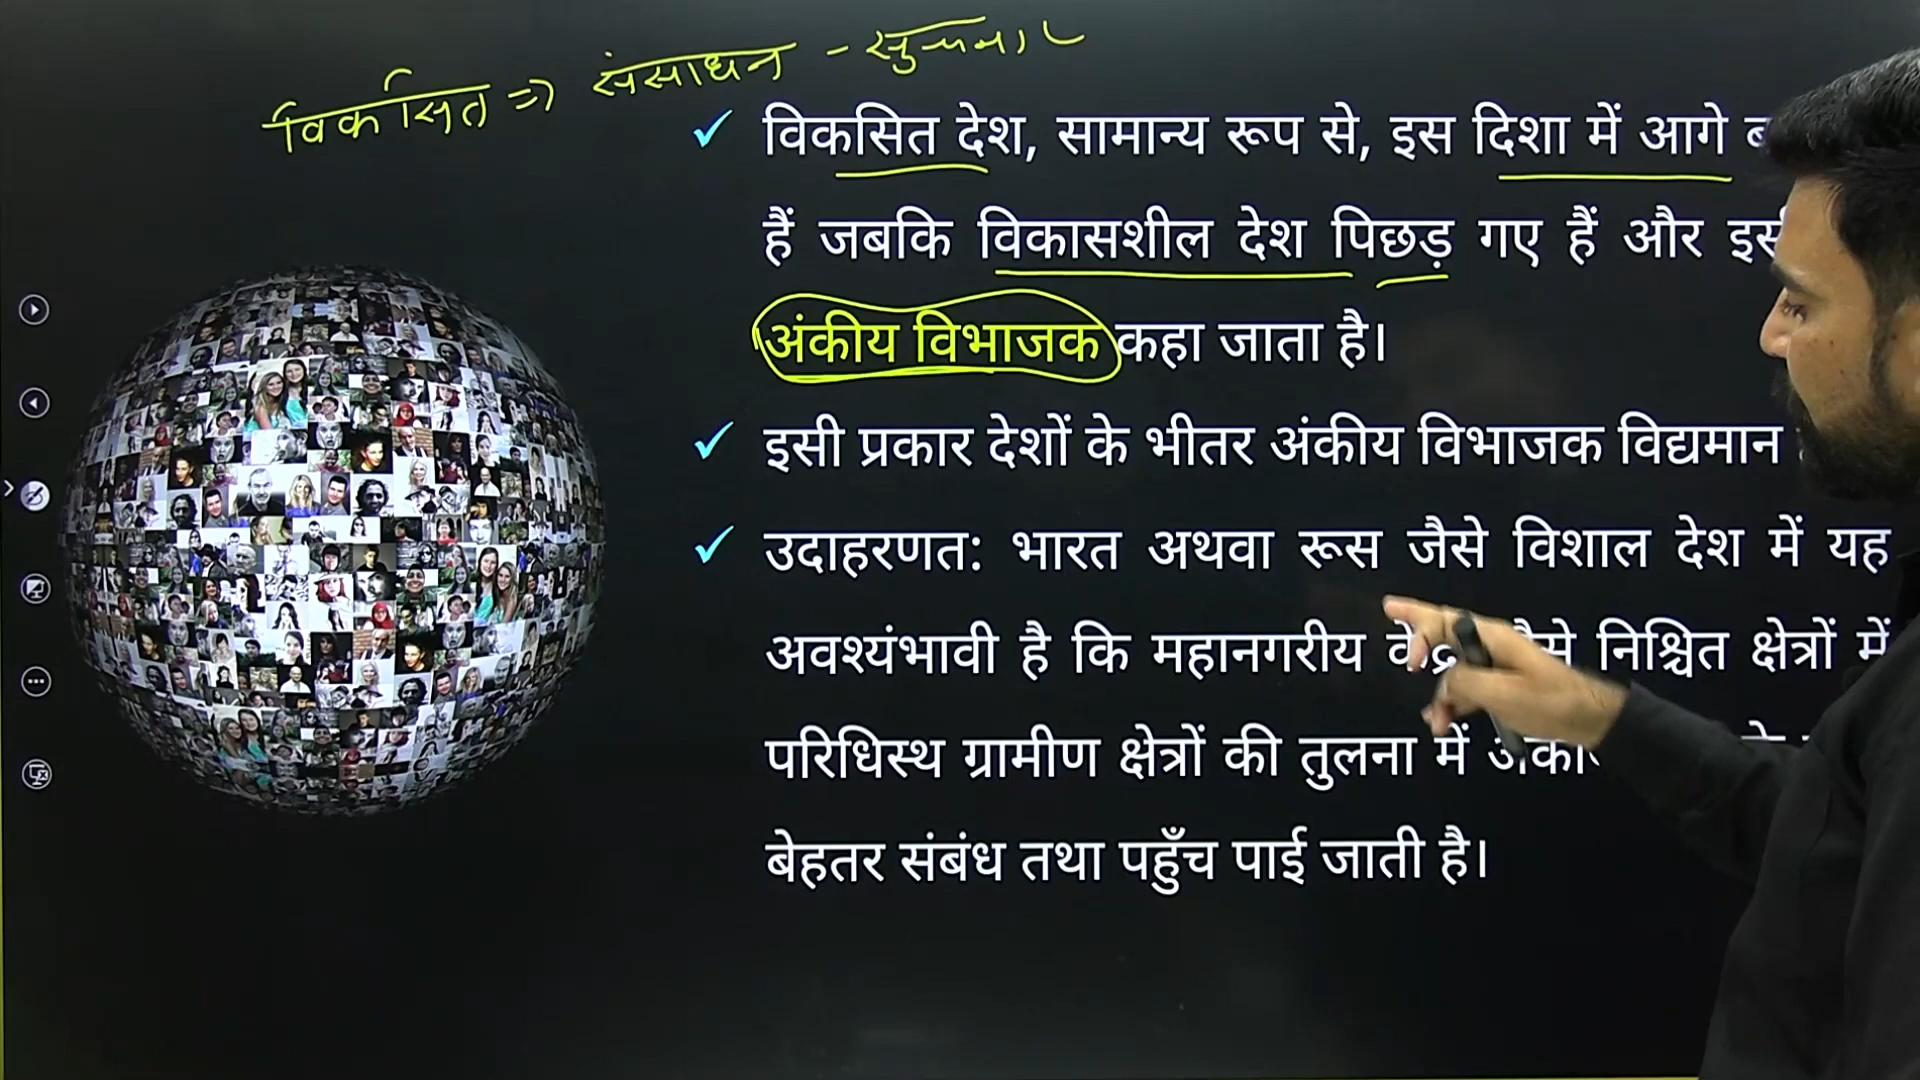 विकसित => संसाधन -
विकसित देश, सामान्य रूप से, इस दिशा में आगे
हैं जबकि विकासशील देश पिछड़ गए हैं और
अंकीय विभाजक कहा जाता है।
इसी प्रकार देशों के भीतर अंकीय विभाजक विद्यमान
उदाहरणत: भारत अथवा रूस जैसे विशाल देश में यह
अवश्यंभावी है कि महानगरीय निश्चित क्षेत्रों में
परिधिस्थ ग्रामीण क्षेत्रों की तुलना में
बेहतर संबंध तथा पहुँच पाई जाती है।